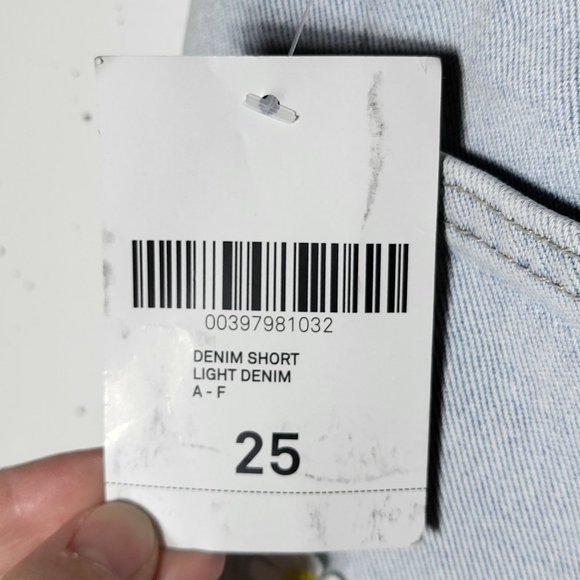 00397981032
DENIM SHORT
LIGHT DENIM
A - F
25